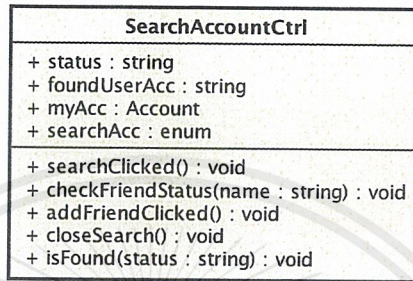 SearchAccountCtrl
+ status : string
+ foundUserAcc : string
+ myAcc : Account
+ searchAcc : enum
+ searchClicked() : void
+ checkFriendStatus(name : string) : void
+ addFriendClicked() : void
+ closeSearch() : void
+ isFound(status : string) : void